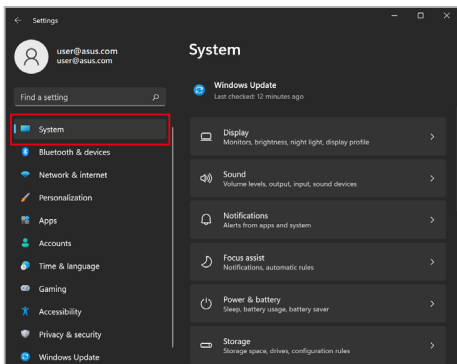 Settings
user@asus.com
user@asus.com
Find a setting
System
Bluetooth & devices
Network & internet
Personalization
Apps
Accounts
Time & language
Gaming
Accessibility
Privacy & security
Windows Update
System
Windows Update
Last checked: 12 minutes ago
Display
Monitors, brightness, night light, display profile
Sound
Volume levels, output, input, sound devices
Notifications
Alerts from apps and system
Focus assist
Notifications, automatic rules
Power & battery
Sleep, battery usage, battery saver
Storage
Storage space, drives, configuration rules